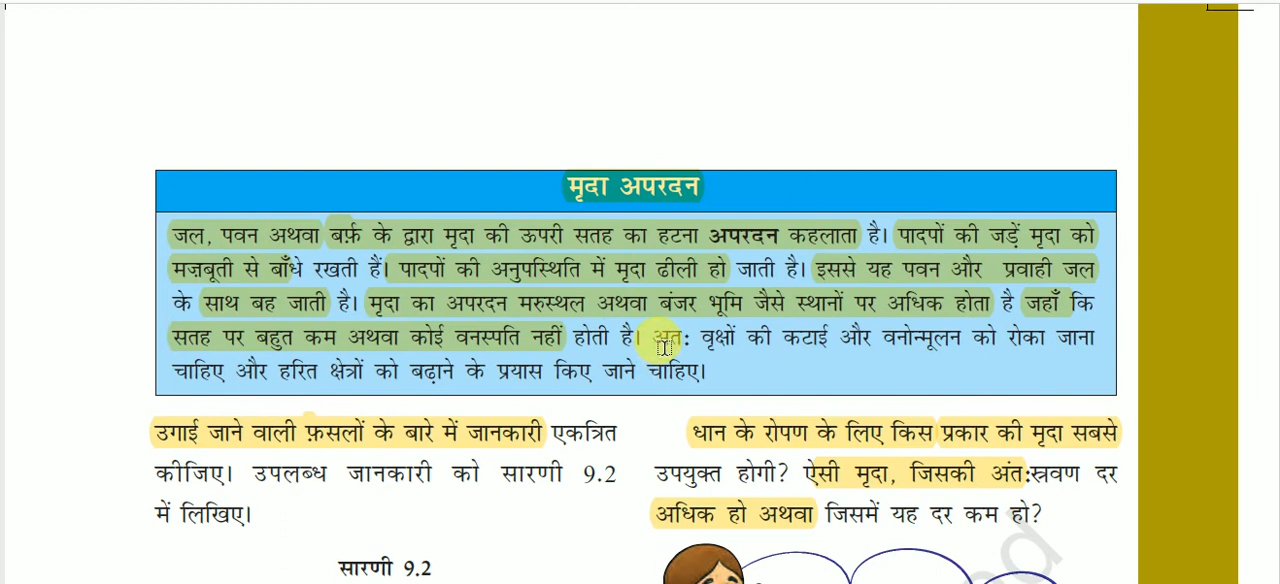 मृदा अपरदन
जल, पवन अथवा बर्फ़ के द्वारा मृदा की ऊपरी सतह का हटना अपरदन कहलाता है। पादपों की जड़ें मृदा को
मजबूती से बाँधे रखती हैं। पादपों की अनुपस्थिति में मृदा ढीली हो जाती है। इससे यह पवन और प्रवाही जल
के साथ बह जाती है। मृदा का अपरदन मरुस्थल अथवा बंजर भूमि जैसे स्थानों पर अधिक होता है जहाँ कि
सतह पर बहुत कम अथवा कोई वनस्पति नहीं होती है। अत: वृक्षों की कटाई और वनोन्मूलन को रोका जाना
चाहिए और हरित क्षेत्रों को बढ़ाने के प्रयास किए जाने चाहिए।
उगाई जाने वाली फ़सलों के बारे में जानकारी एकत्रित
कीजिए। उपलब्ध जानकारी को सारणी 9.2
में लिखिए।
सारणी 9.2
धान के रोपण के लिए किस प्रकार की मृदा सबसे
उपयुक्त होगी? ऐसी मृदा, जिसकी अंत:स्रवण दर
अधिक हो अथवा जिसमें यह दर कम हो?